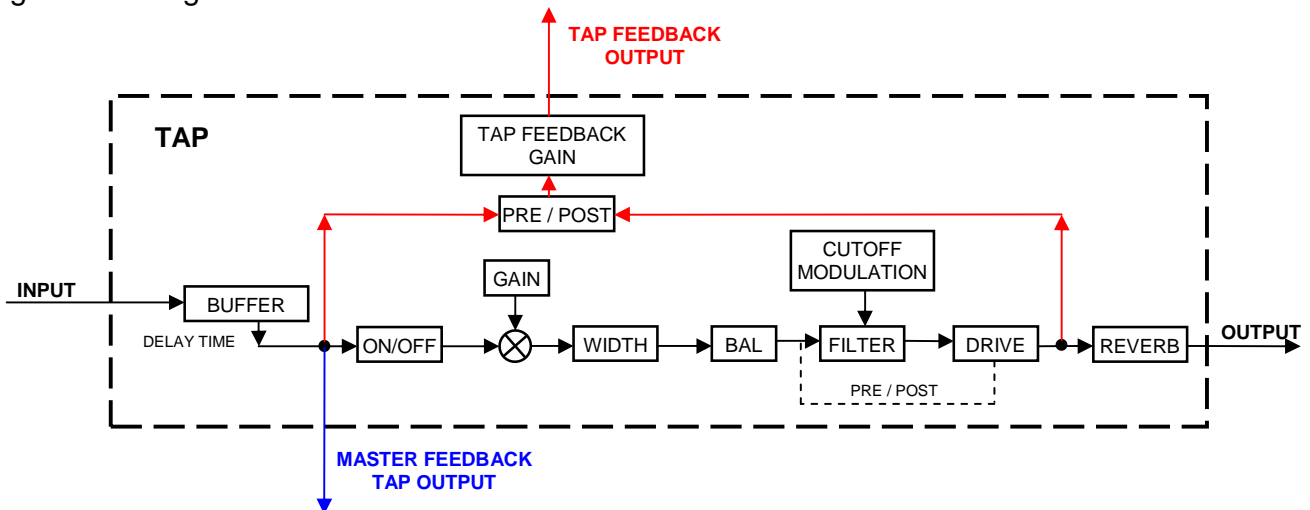 TAP FEEDBACK
OUTPUT
TAP
TAP FEEDBACK
GAIN
PRE / POST
CUTOFF
MODULATION
GAIN
INPUT
BUFFER
DELAY TIME
ON/OFF
WIDTH
BAL
FILTER
DRIVE
REVERB
OUTPUT
PRE / POST
MASTER FEEDBACK
TAP OUTPUT